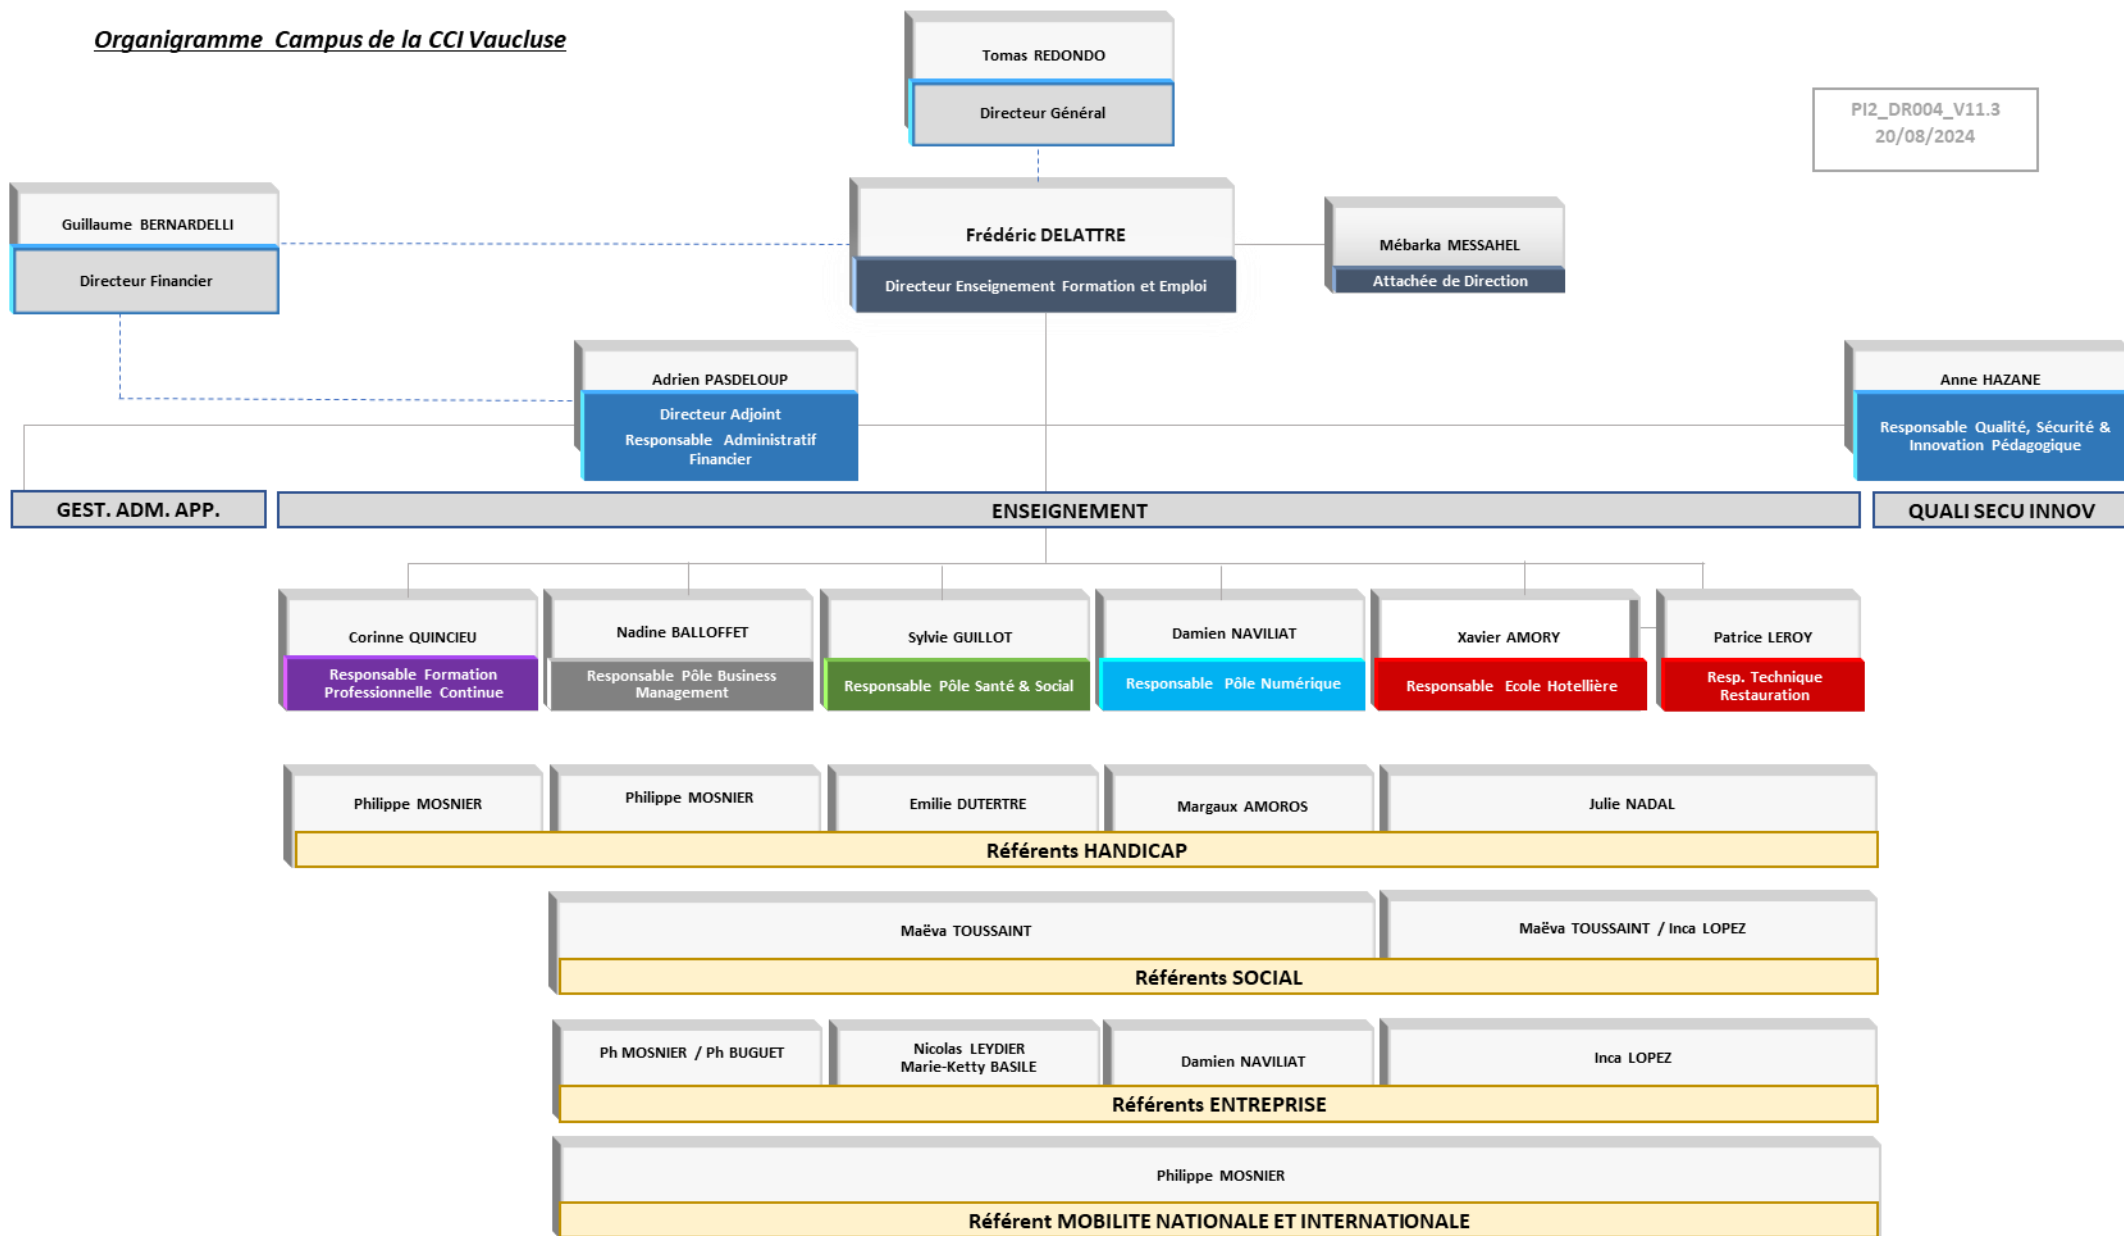 Organigramme Campus de la CCI Vaucluse
Tomas REDONDO
Directeur Général
PI2_DR004_V11.3
20/08/2024
Guillaume BERNARDELLI
Directeur Financier
Frédéric DELATTRE
Directeur Enseignement Formation et Emploi
Mébarka MESSAHEL
Attachée de Direction
Adrien PASDELOUP
Directeur Adjoint
Responsable Administratif
Financier
Anne HAZANE
Responsable Qualité, Sécurité &
Innovation Pédagogique
GEST. ADM. APP.
ENSEIGNEMENT
QUALI SECU INNOV
Corinne QUINCIEU
Responsable Formation
Professionnelle Continue
Nadine BALLOFFET
Responsable Pôle Business
Management
Sylvie GUILLOT
Responsable Pôle Santé & Social
Damien NAVILIAT
Responsable Pôle Numérique
Xavier AMORY
Responsable Ecole Hotellière
Patrice LEROY
Resp. Technique
Restauration
Philippe MOSNIER
Philippe MOSNIER
Emilie DUTERTRE
Margaux AMOROS
Julie NADAL
Référents HANDICAP
Maëva TOUSSAINT
Maëva TOUSSAINT / Inca LOPEZ
Référents SOCIAL
Ph MOSNIER / Ph BUGUET
Nicolas LEYDIER
Marie-Ketty BASILE
Damien NAVILIAT
Inca LOPEZ
Référents ENTREPRISE
Philippe MOSNIER
Référent MOBILITE NATIONALE ET INTERNATIONALE